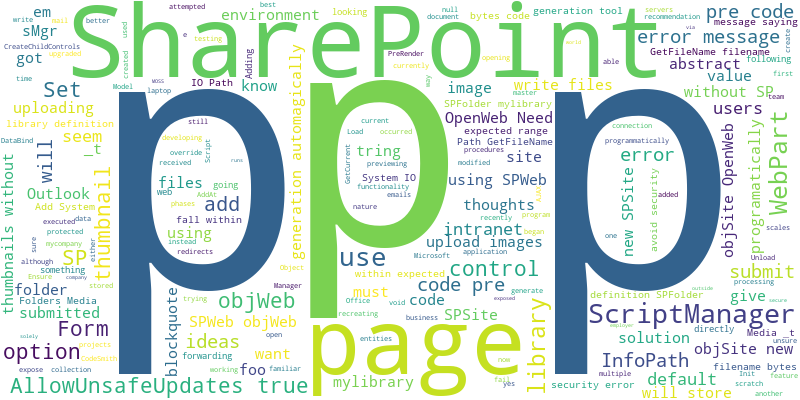 SharePoint
p
p
p
page
ScriptManager
AllowUnsafeUpdates true
library
WebPart
control
InfoPath
thumbnail
Form
option
Set
SP
add
use
using
objWeb
ideas
want
foo
blockquote
SPWeb objWeb
folder
submitted
Outlook
uploading
files
environment
know
image
thoughts
intranet
upload images
code pre
code
SPSite
mylibrary
must
tring
site
using SPWeb
OpenWeb Need
expected range
Path GetFileName
write files
error message
pre code
abstract
value
without SP
users
error
new SPSite
avoid security
programatically
objSite OpenWeb
submit
give
solution
objSite new
default
will store
directly
security error
definition SPFolder
filename bytes
Media _t
within expected
SPFolder mylibrary
bytes code
generation tool
message saying
GetFileName filename
looking
null
document
write
better
attempted
IO Path
Adding
generation automagically
thumbnails without
library definition
Add System
Folders Media
will
seem
_t
got
em
sMgr
CreateChildControls
upgraded
created
used
fall within
System IO
previewing
functionality
emails
GetCurrent
Load
occurred
current
modified
procedures
recently
began
nature
forwarding
redirects
instead
phases
AddAt
received
override
developing
Script
still
executed
protected
mycompany
although
something
stored
either
Ensure
data
DataBind
trying
recreating
business
Office
void
Microsoft
application
generate
exposed
program
programmatically
connection
added
following
recommendation
servers
PreRender
currently
opening
testing
laptop
moss
Model
time
Manager
Object
open
familiar
working
solely
expose
collection
CodeSmith
projects
company
going
runs
web
now
fail
yes
multiple
employer
outside
unsure
another
scratch
feature
secure
processing
Init
Unload
scales
one
team
create
first
master
able
via
best
way
mail
sure